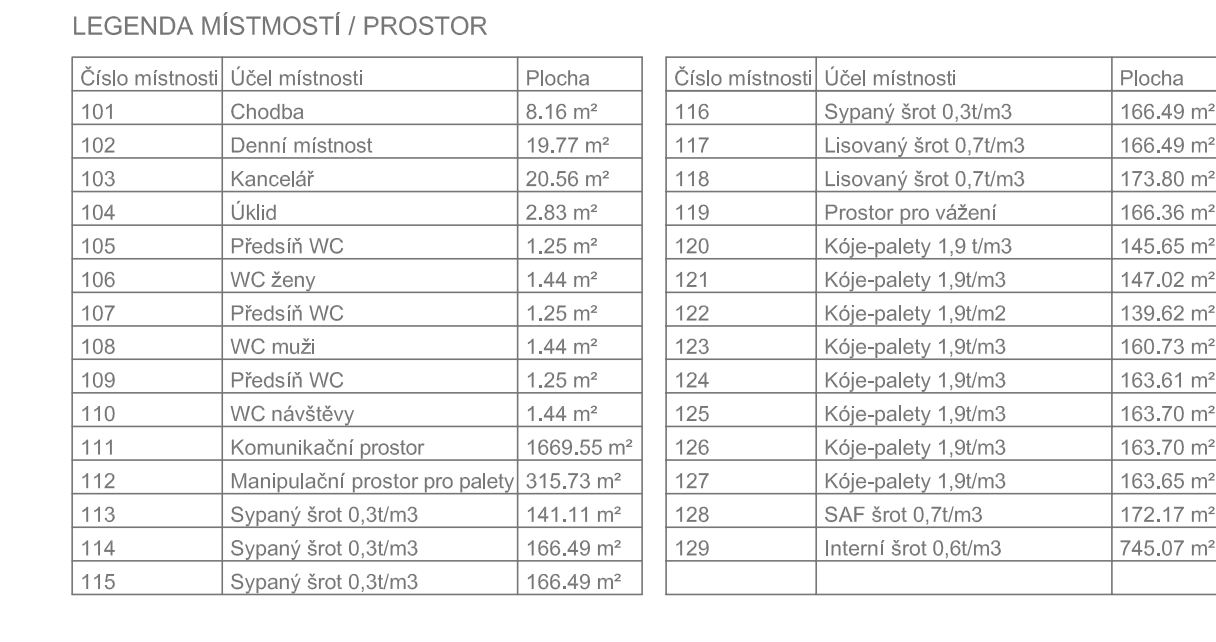 LEGENDA MÍSTMOSTÍ / PROSTOR
Číslo místnosti Účel místnosti Plocha
101 Chodba 8.16 m²
102 Denní místnost 19.77 m²
103 Kancelář 20.56 m²
104 Úklid 2.83 m²
105 Předsíň WC 1.25 m²
106 WC ženy 1.44 m²
107 Předsíň WC 1.25 m²
108 WC muži 1.44 m²
109 Předsíň WC 1.25 m²
110 WC návštěvy 1.44 m²
111 Komunikační prostor 1669.55 m²
112 Manipulační prostor pro palety 315.73 m²
113 Sypaný šrot 0,3t/m3 141.11 m²
114 Sypaný šrot 0,3t/m3 166.49 m²
115 Sypaný šrot 0,3t/m3 166.49 m²
Číslo místnosti Účel místnosti Plocha
116 Sypaný šrot 0,3t/m3 166.49 m²
117 Lisovaný šrot 0,7t/m3 166.49 m²
118 Lisovaný šrot 0,7t/m3 173.80 m²
119 Prostor pro vážení 166.36 m²
120 Kóje-palety 1,9 t/m3 145.65 m²
121 Kóje-palety 1,9t/m3 147.02 m²
122 Kóje-palety 1,9t/m2 139.62 m²
123 Kóje-palety 1,9t/m3 160.73 m²
124 Kóje-palety 1,9t/m3 163.61 m²
125 Kóje-palety 1,9t/m3 163.70 m²
126 Kóje-palety 1,9t/m3 163.70 m²
127 Kóje-palety 1,9t/m3 163.65 m²
128 SAF šrot 0,7t/m3 172.17 m²
129 Interní šrot 0,6t/m3 745.07 m²